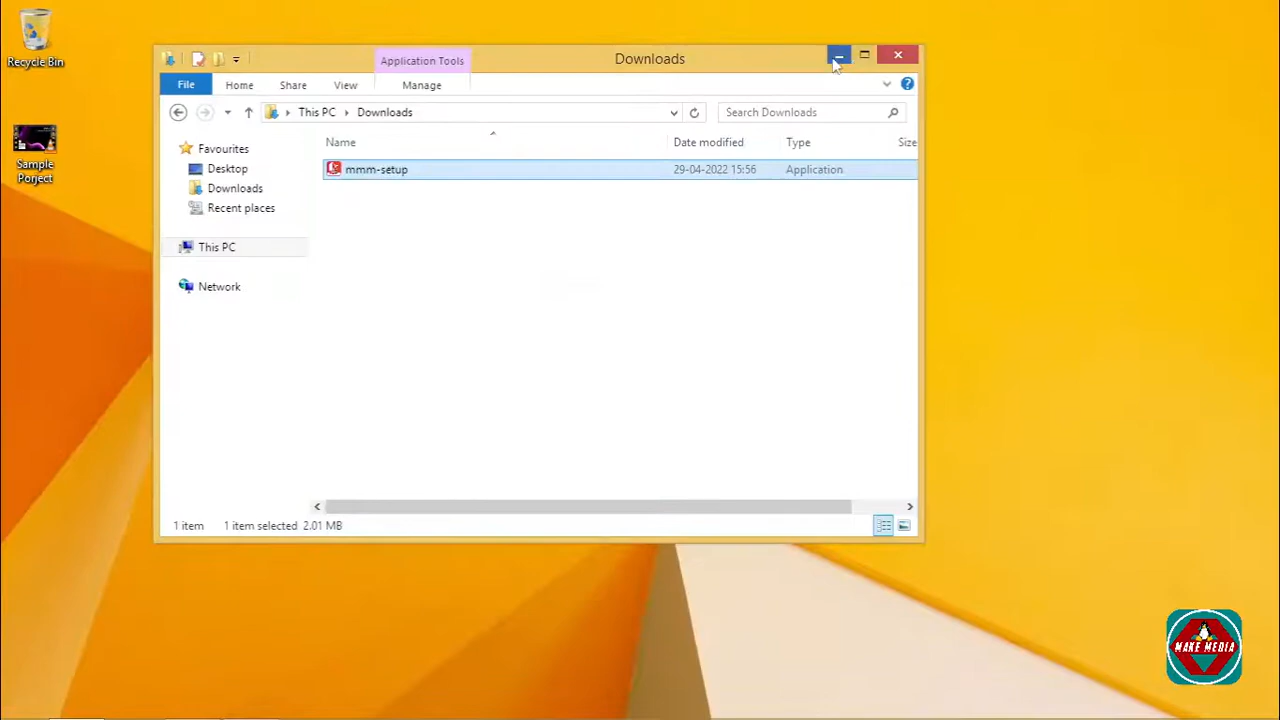 Recycle Bin
Sample
Porject
Application Tools
Downloads
File
Home
Share
View
Manage
This PC
Downloads
Search Downloads
Name
Date modified
Type
Size
Favourites
Desktop
Downloads
Recent places
This PC
Network
mmm-setup
29-04-2022 15:56
Application
1 item
1 item selected 2.01 MB
MAKE MEDIA